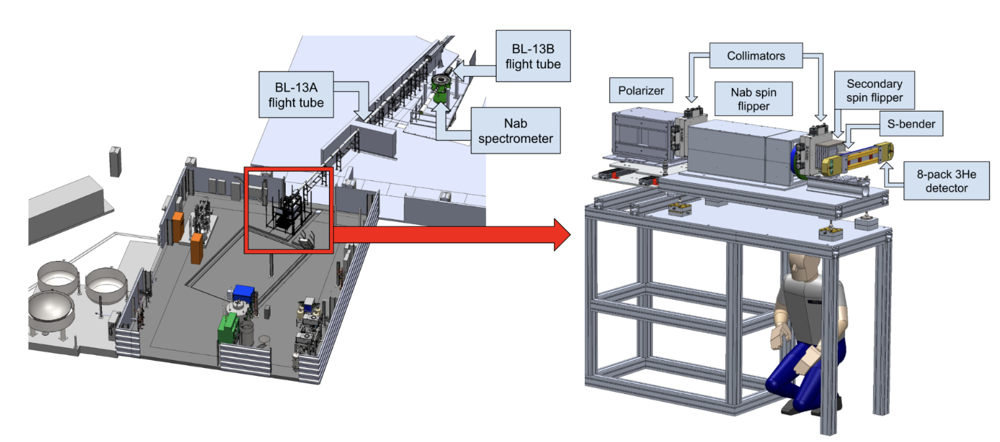 BL-13B
flight tube
BL-13A
flight tube
Nab
spectrometer
Collimators
Polarizer
Nab spin
flipper
Secondary
spin flipper
S-bender
8-pack 3He
detector